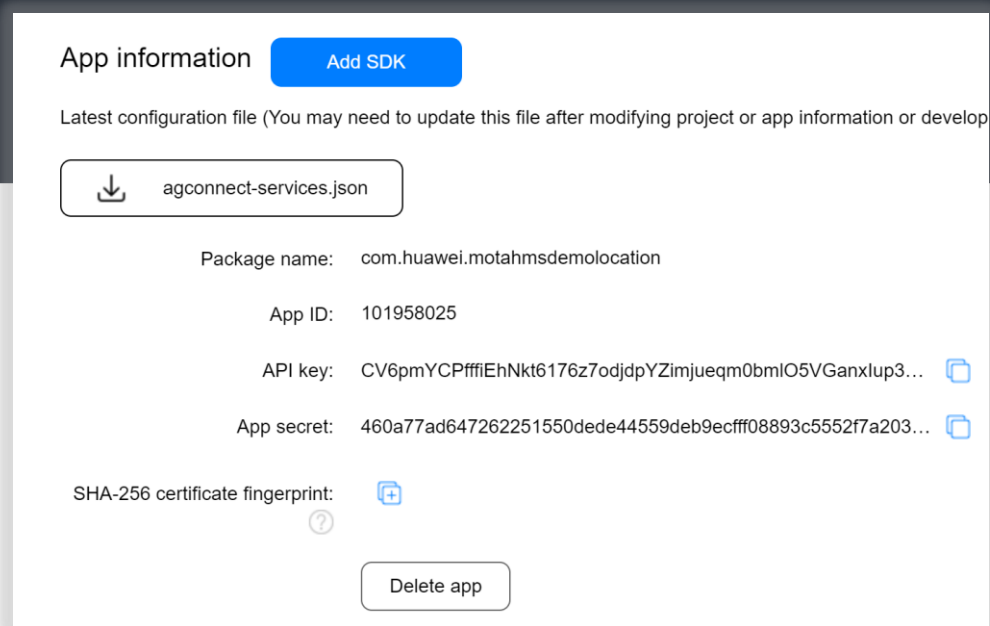 App information
Add SDK
Latest configuration file (You may need to update this file after modifying project or app information or develop
agconnect-services.json
Package name: com.huawei.motahmsdemolocation
App ID: 101958025
API key: CV6pmYCPfffiEhNkt6176z7odjdpYZimjueqm0bmlO5VGanxlup3...
App secret: 460a77ad647262251550dede44559deb9ecfff08893c5552f7a203...
SHA-256 certificate fingerprint:
?
Delete app